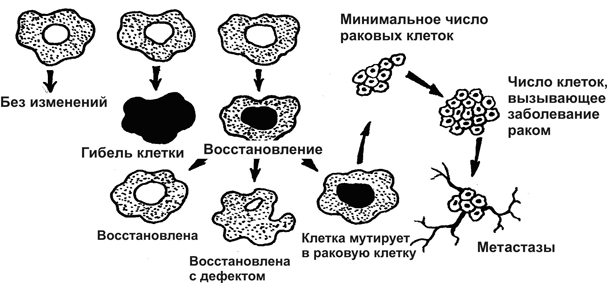 Минимальное число
раковых клеток
Без изменений
Гибель клетки
Восстановление
Число клеток,
вызывающее
заболевание
раком
Восстановлена
Восстановлена
с дефектом
Клетка мутирует
в раковую клетку
Метастазы